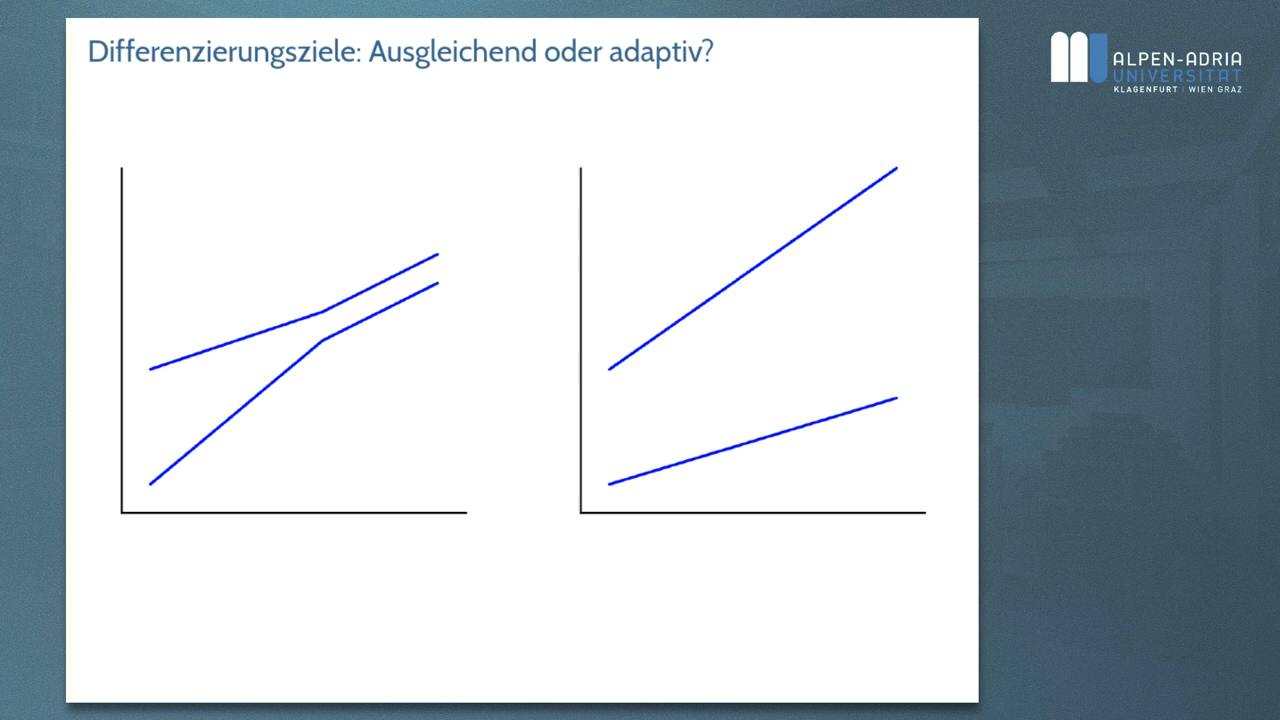 Differenzierungsziele: Ausgleichend oder adaptiv?
ALPEN-ADRIA
UNIVERSITÄT
KLAGENFURT | WIEN GRAZ